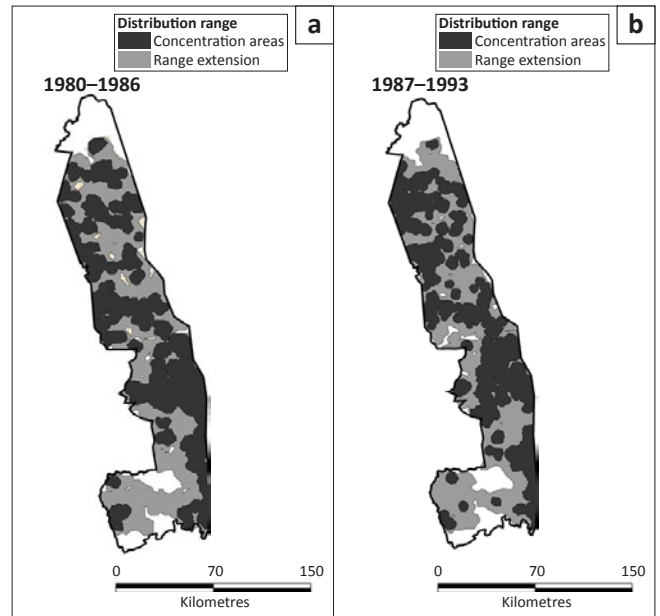 a
Distribution range
Concentration areas
Range extension
1980–1986
0 70 150
Kilometres
b
Distribution range
Concentration areas
Range extension
1987–1993
0 70 150
Kilometres